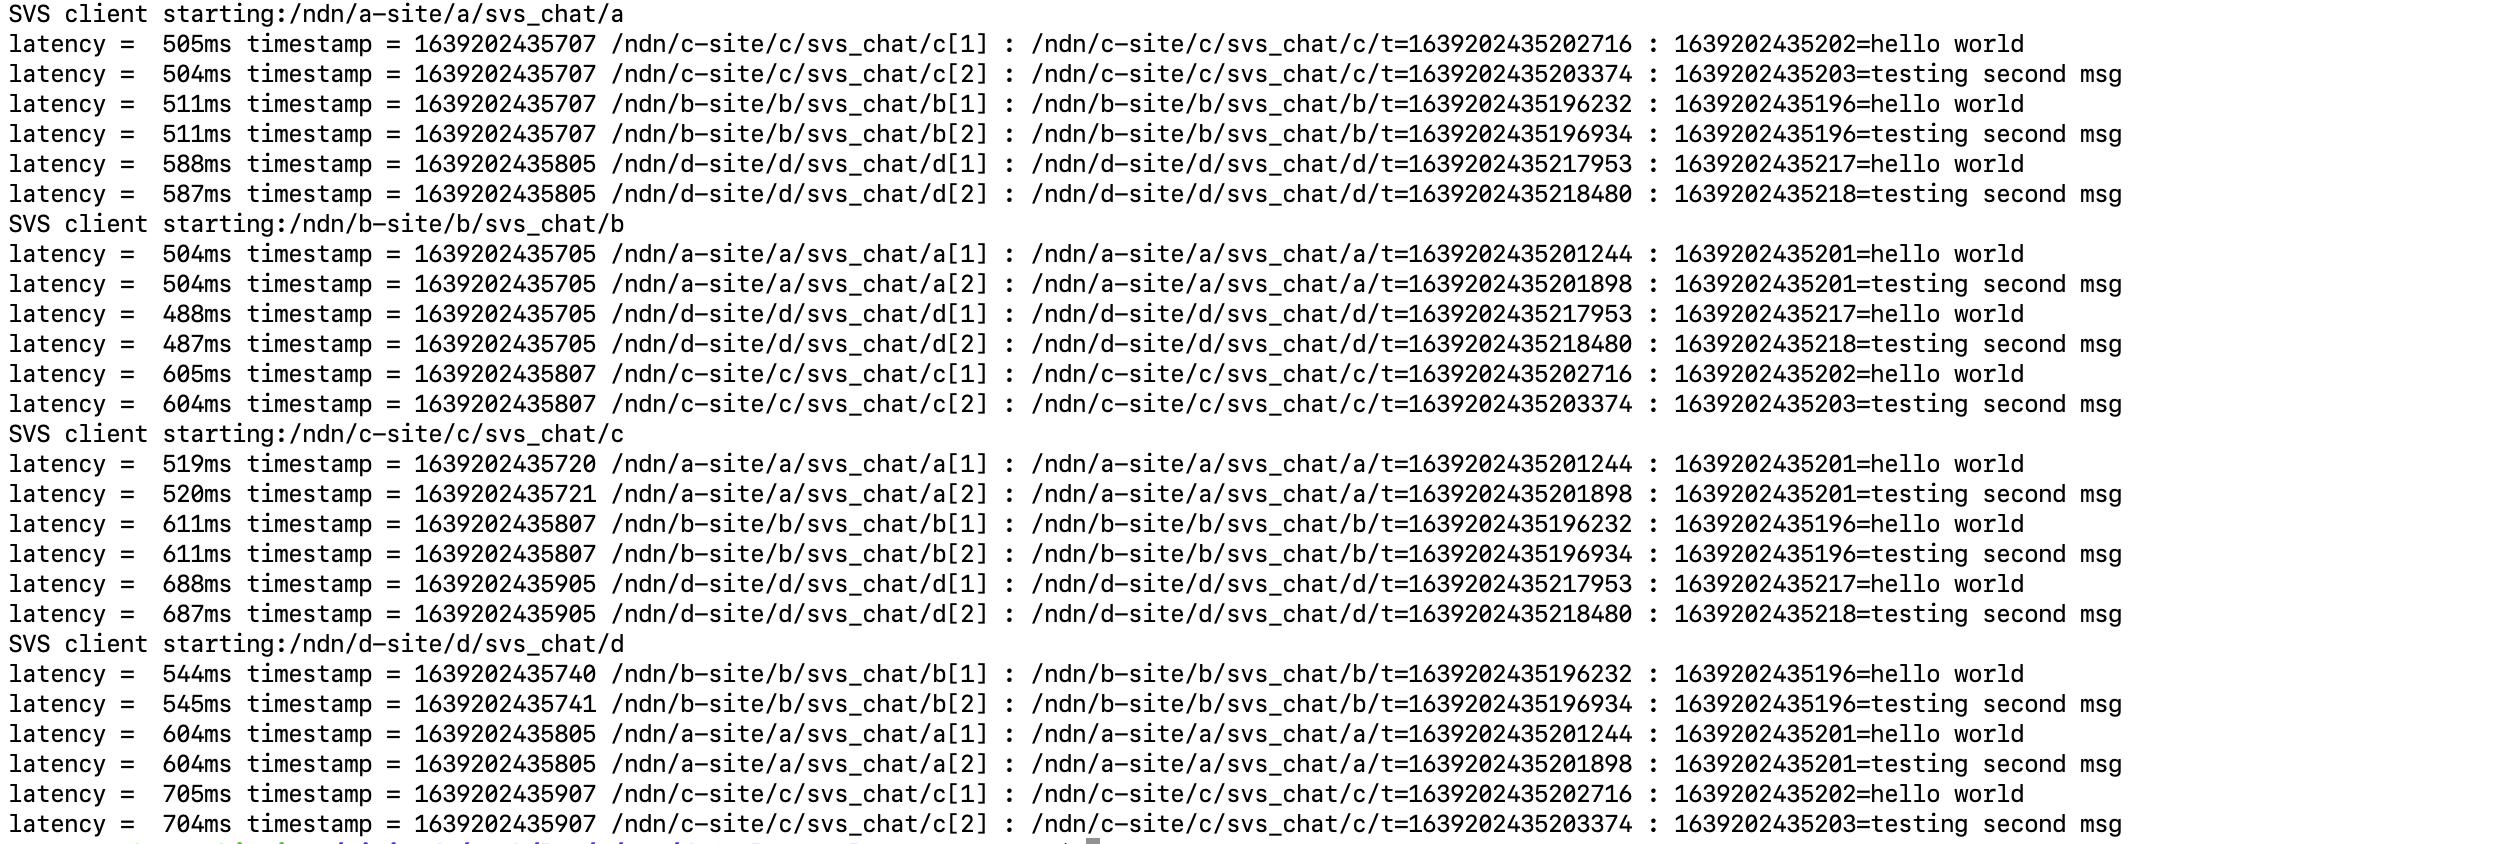 SVS client starting:/ndn/a-site/a/svs_chat/a
latency =  505ms timestamp = 1639202435707 /ndn/c-site/c/svs_chat/c[1] : /ndn/c-site/c/svs_chat/c/t=1639202435202716 : 1639202435202=hello world
latency =  504ms timestamp = 1639202435707 /ndn/c-site/c/svs_chat/c[2] : /ndn/c-site/c/svs_chat/c/t=1639202435203374 : 1639202435203=testing second msg
latency =  511ms timestamp = 1639202435707 /ndn/b-site/b/svs_chat/b[1] : /ndn/b-site/b/svs_chat/b/t=1639202435196232 : 1639202435196=hello world
latency =  511ms timestamp = 1639202435707 /ndn/b-site/b/svs_chat/b[2] : /ndn/b-site/b/svs_chat/b/t=1639202435196934 : 1639202435196=testing second msg
latency =  588ms timestamp = 1639202435805 /ndn/d-site/d/svs_chat/d[1] : /ndn/d-site/d/svs_chat/d/t=1639202435217953 : 1639202435217=hello world
latency =  587ms timestamp = 1639202435805 /ndn/d-site/d/svs_chat/d[2] : /ndn/d-site/d/svs_chat/d/t=1639202435218480 : 1639202435218=testing second msg
SVS client starting:/ndn/b-site/b/svs_chat/b
latency =  504ms timestamp = 1639202435705 /ndn/a-site/a/svs_chat/a[1] : /ndn/a-site/a/svs_chat/a/t=1639202435201244 : 1639202435201=hello world
latency =  504ms timestamp = 1639202435705 /ndn/a-site/a/svs_chat/a[2] : /ndn/a-site/a/svs_chat/a/t=1639202435201898 : 1639202435201=testing second msg
latency =  488ms timestamp = 1639202435705 /ndn/d-site/d/svs_chat/d[1] : /ndn/d-site/d/svs_chat/d/t=1639202435217953 : 1639202435217=hello world
latency =  487ms timestamp = 1639202435705 /ndn/d-site/d/svs_chat/d[2] : /ndn/d-site/d/svs_chat/d/t=1639202435218480 : 1639202435218=testing second msg
latency =  605ms timestamp = 1639202435807 /ndn/c-site/c/svs_chat/c[1] : /ndn/c-site/c/svs_chat/c/t=1639202435202716 : 1639202435202=hello world
latency =  604ms timestamp = 1639202435807 /ndn/c-site/c/svs_chat/c[2] : /ndn/c-site/c/svs_chat/c/t=1639202435203374 : 1639202435203=testing second msg
SVS client starting:/ndn/c-site/c/svs_chat/c
latency =  519ms timestamp = 1639202435720 /ndn/a-site/a/svs_chat/a[1] : /ndn/a-site/a/svs_chat/a/t=1639202435201244 : 1639202435201=hello world
latency =  520ms timestamp = 1639202435721 /ndn/a-site/a/svs_chat/a[2] : /ndn/a-site/a/svs_chat/a/t=1639202435201898 : 1639202435201=testing second msg
latency =  611ms timestamp = 1639202435807 /ndn/b-site/b/svs_chat/b[1] : /ndn/b-site/b/svs_chat/b/t=1639202435196232 : 1639202435196=hello world
latency =  611ms timestamp = 1639202435807 /ndn/b-site/b/svs_chat/b[2] : /ndn/b-site/b/svs_chat/b/t=1639202435196934 : 1639202435196=testing second msg
latency =  688ms timestamp = 1639202435905 /ndn/d-site/d/svs_chat/d[1] : /ndn/d-site/d/svs_chat/d/t=1639202435217953 : 1639202435217=hello world
latency =  687ms timestamp = 1639202435905 /ndn/d-site/d/svs_chat/d[2] : /ndn/d-site/d/svs_chat/d/t=1639202435218480 : 1639202435218=testing second msg
SVS client starting:/ndn/d-site/d/svs_chat/d
latency =  544ms timestamp = 1639202435740 /ndn/b-site/b/svs_chat/b[1] : /ndn/b-site/b/svs_chat/b/t=1639202435196232 : 1639202435196=hello world
latency =  545ms timestamp = 1639202435741 /ndn/b-site/b/svs_chat/b[2] : /ndn/b-site/b/svs_chat/b/t=1639202435196934 : 1639202435196=testing second msg
latency =  604ms timestamp = 1639202435805 /ndn/a-site/a/svs_chat/a[1] : /ndn/a-site/a/svs_chat/a/t=1639202435201244 : 1639202435201=hello world
latency =  604ms timestamp = 1639202435805 /ndn/a-site/a/svs_chat/a[2] : /ndn/a-site/a/svs_chat/a/t=1639202435201898 : 1639202435201=testing second msg
latency =  705ms timestamp = 1639202435907 /ndn/c-site/c/svs_chat/c[1] : /ndn/c-site/c/svs_chat/c/t=1639202435202716 : 1639202435202=hello world
latency =  704ms timestamp = 1639202435907 /ndn/c-site/c/svs_chat/c[2] : /ndn/c-site/c/svs_chat/c/t=1639202435203374 : 1639202435203=testing second msg